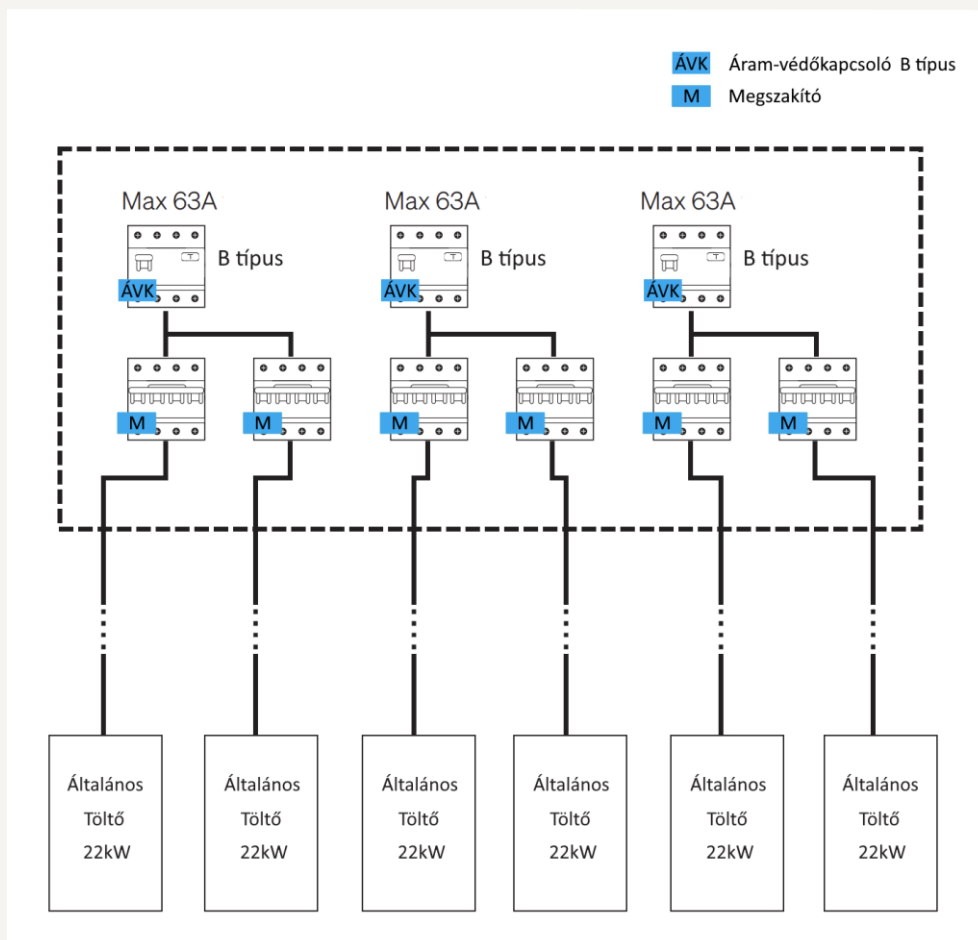 ÁVK Áram-védőkapcsoló B típus
M Megszakító
Max 63A Max 63A Max 63A
B típus B típus B típus
T T T
ÁVK ÁVK ÁVK
M M M M M M
Általános Általános Általános Általános Általános Általános
Töltő Töltő Töltő Töltő Töltő Töltő
22kW 22kW 22kW 22kW 22kW 22kW